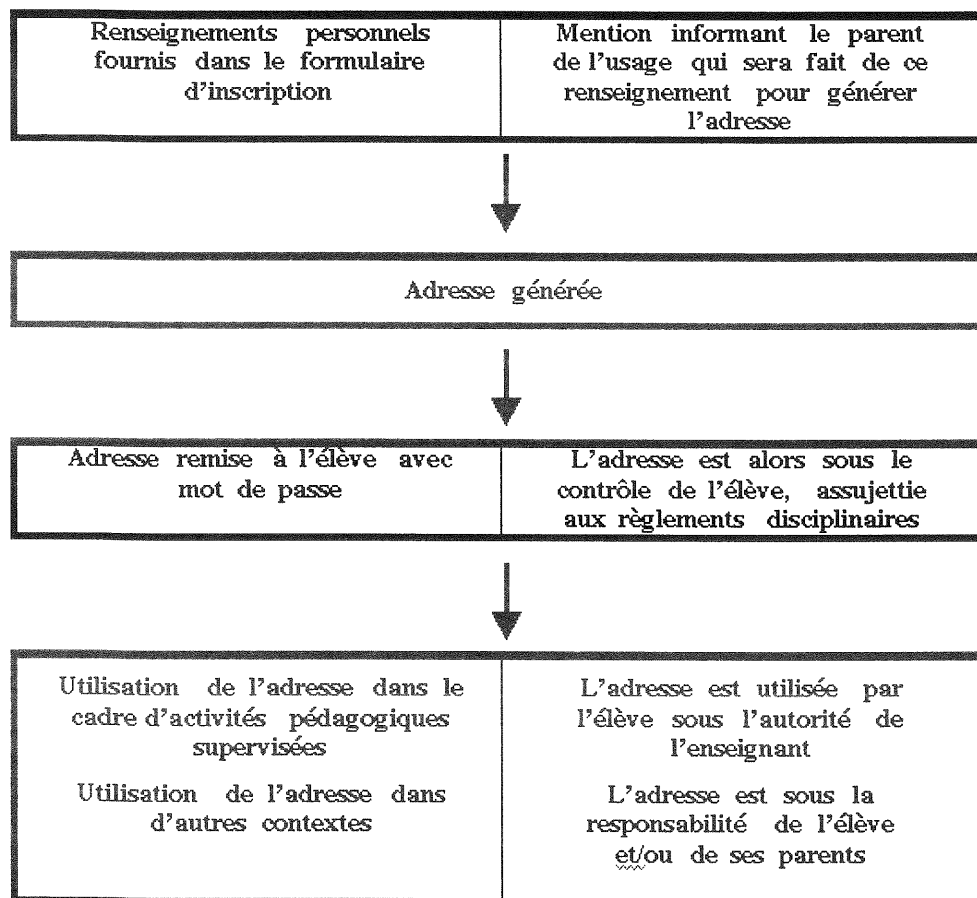 Renseignements personnels
fournis dans le formulaire
d'inscription
Mention informant le parent
de l'usage qui sera fait de ce
renseignement pour générer
l'adresse
Adresse générée
Adresse remise à l'élève avec
mot de passe
L'adresse est alors sous le
contrôle de l'élève, assujettie
aux règlements disciplinaires
Utilisation de l'adresse dans le
cadre d'activités pédagogiques
supervisées
Utilisation de l'adresse dans
d'autres contextes
L'adresse est utilisée par
l'élève sous l'autorité de
l'enseignant
L'adresse est sous la
responsabilité de l'élève
et/ou de ses parents